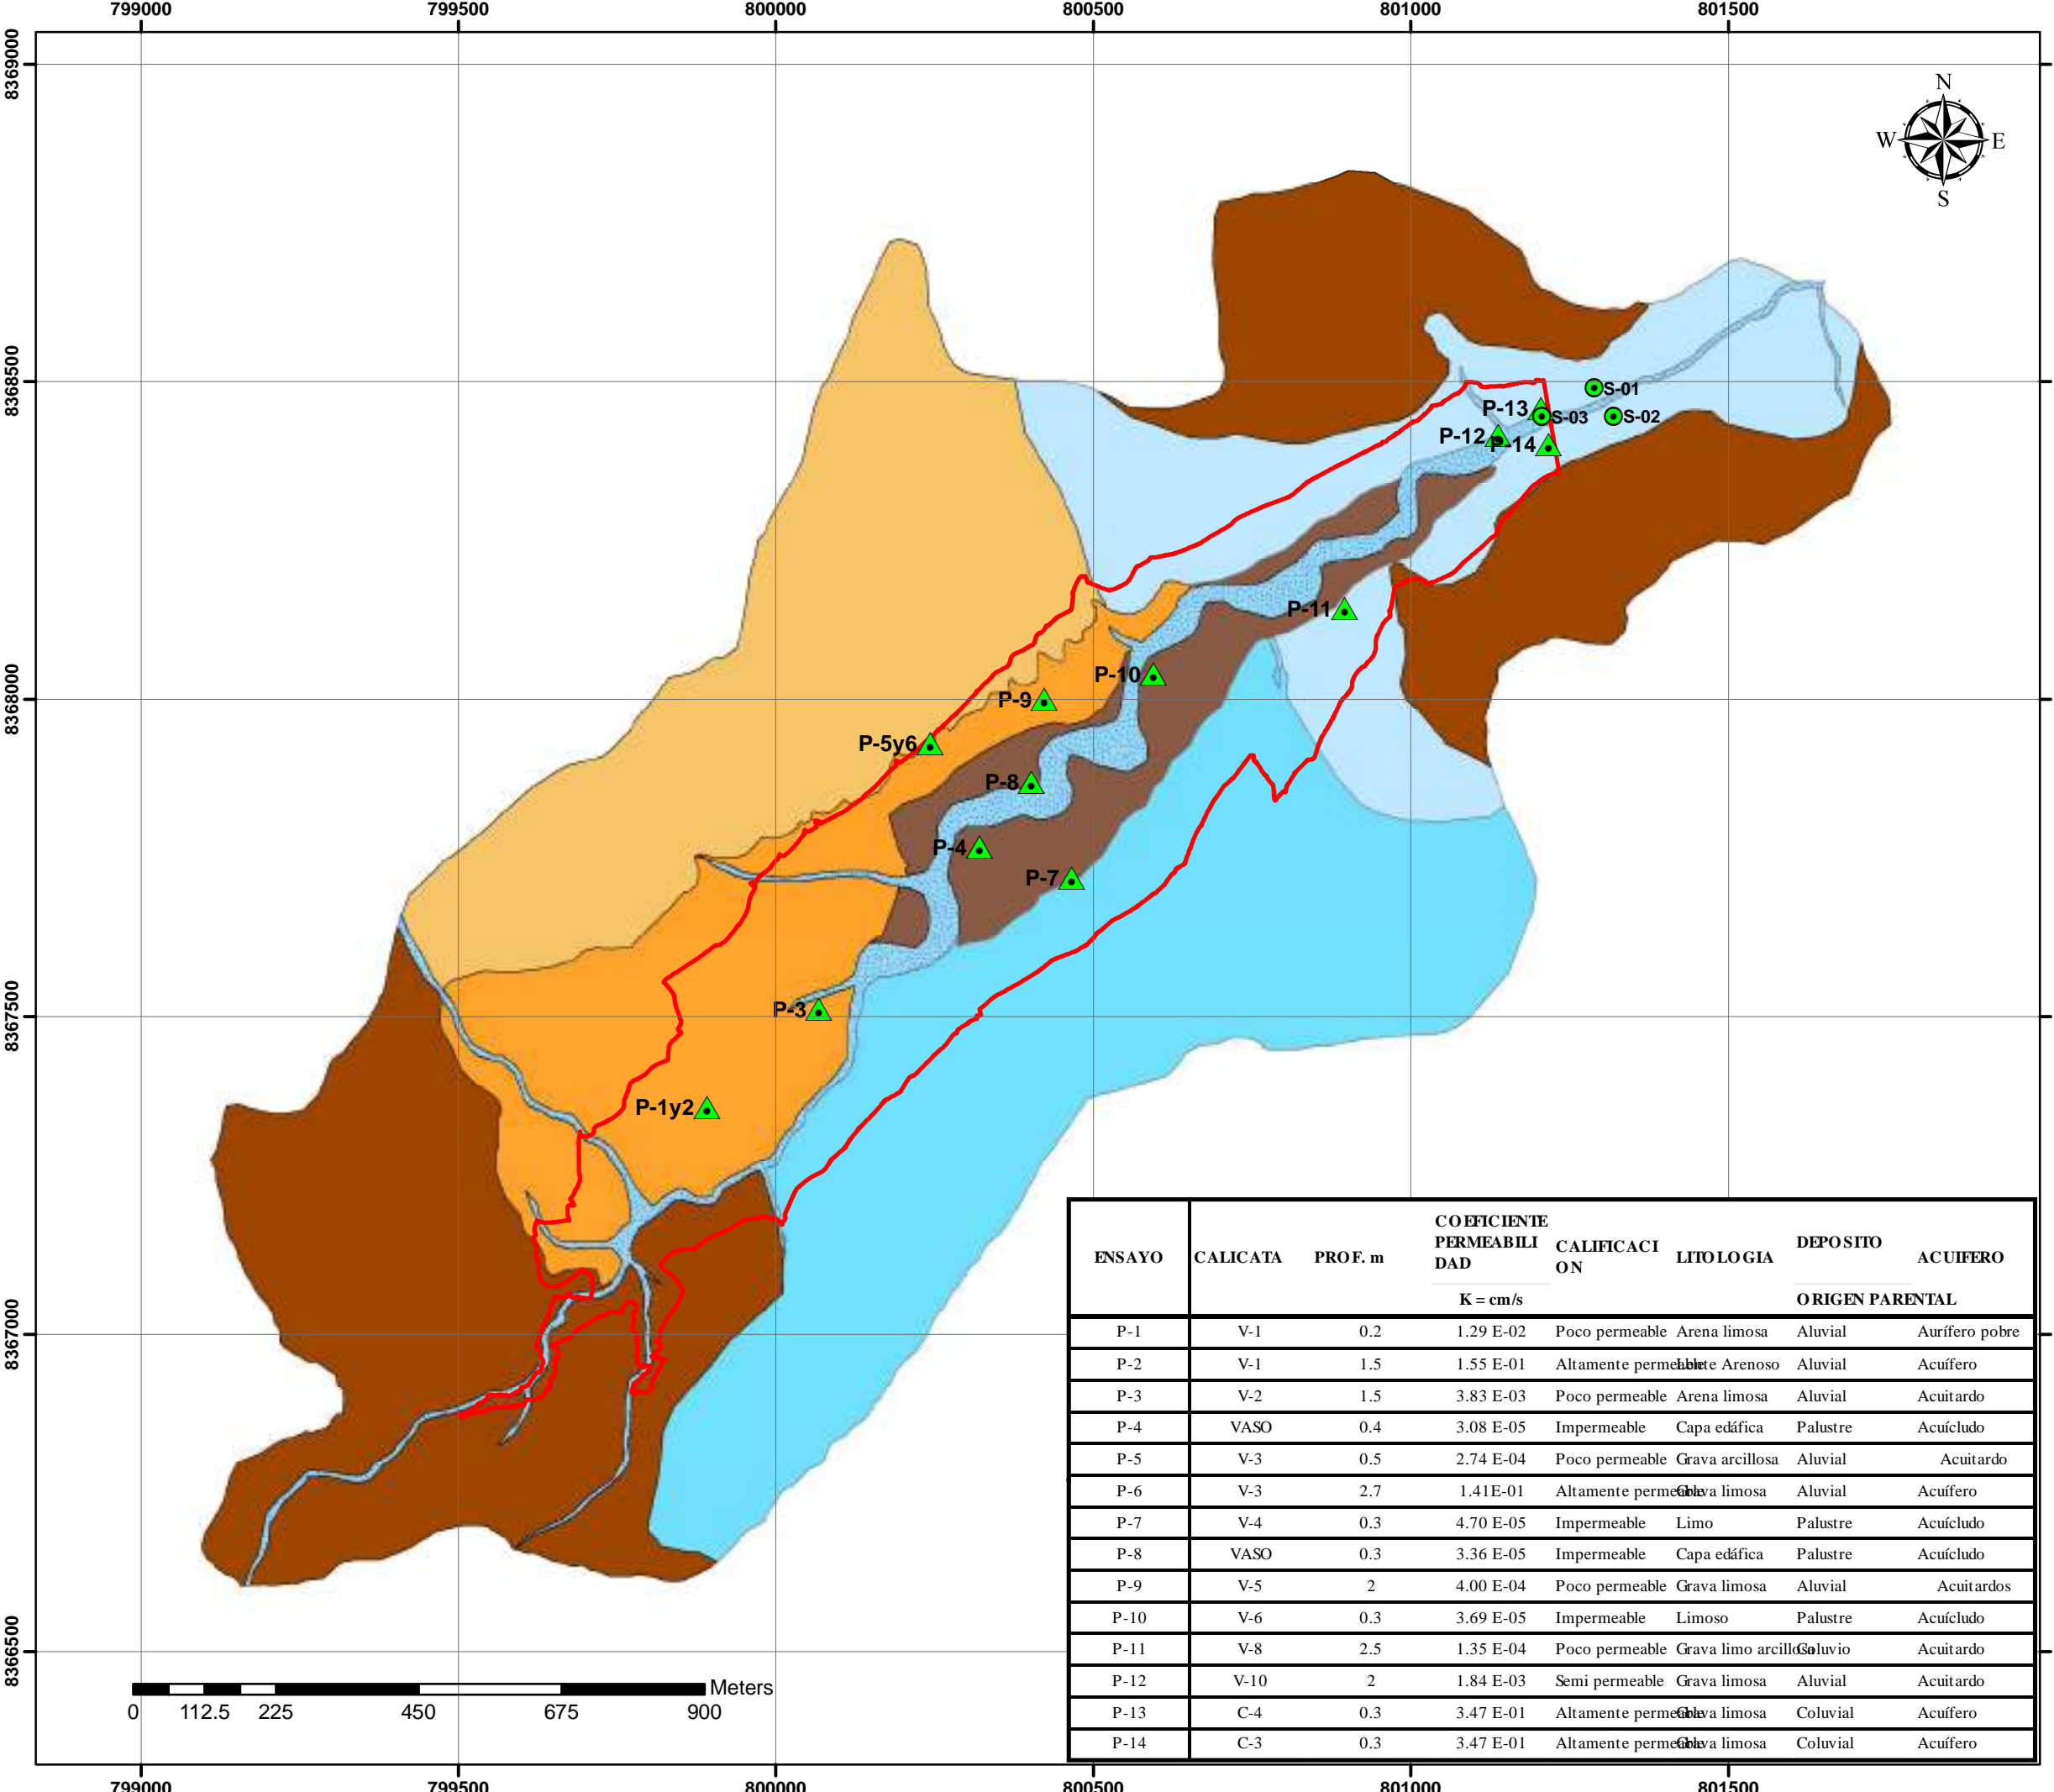 799000 799500 800000 800500 801000 801500
8369000
N
W E
S
8368500
S-01
P-13
S-03 S-02
P-12
P-14
P-11
8368000
P-10
P-9
P-5y6
P-8
P-4
P-7
8367500
P-3
P-1y2
8367000
8366500
ENSAYO CALICATA PROF. m COEFICIENTE PERMEABILI DAD CALIFICACI ON LITOLOGIA DEPOSITO ACUIFERO
K = cm/s ORIGEN PARENTAL
P-1 V-1 0.2 1.29 E-02 Poco permeable Arena limosa Aluvial Aurífero pobre
P-2 V-1 1.5 1.55 E-01 Altamente permeable Arenoso Aluvial Acuífero
P-3 V-2 1.5 3.83 E-03 Poco permeable Arena limosa Aluvial Acuitardo
P-4 VASO 0.4 3.08 E-05 Impermeable Capa edáfica Palustre Acuícludo
P-5 V-3 0.5 2.74 E-04 Poco permeable Grava arcillosa Aluvial Acuitardo
P-6 V-3 2.7 1.41E-01 Altamente permeable Grava limosa Aluvial Acuífero
P-7 V-4 0.3 4.70 E-05 Impermeable Limo Palustre Acuícludo
P-8 VASO 0.3 3.36 E-05 Impermeable Capa edáfica Palustre Acuícludo
P-9 V-5 2 4.00 E-04 Poco permeable Grava limosa Aluvial Acuitardos
P-10 V-6 0.3 3.69 E-05 Impermeable Limoso Palustre Acuícludo
P-11 V-8 2.5 1.35 E-04 Poco permeable Grava limo arcillosa Coluvio Acuitardo
P-12 V-10 2 1.84 E-03 Semi permeable Grava limosa Aluvial Acuitardo
P-13 C-4 0.3 3.47 E-01 Altamente permeable Grava limosa Coluvial Acuífero
P-14 C-3 0.3 3.47 E-01 Altamente permeable Grava limosa Coluvial Acuífero
Meters
0 112.5 225 450 675 900
799000 799500 800000 800500 801000 801500